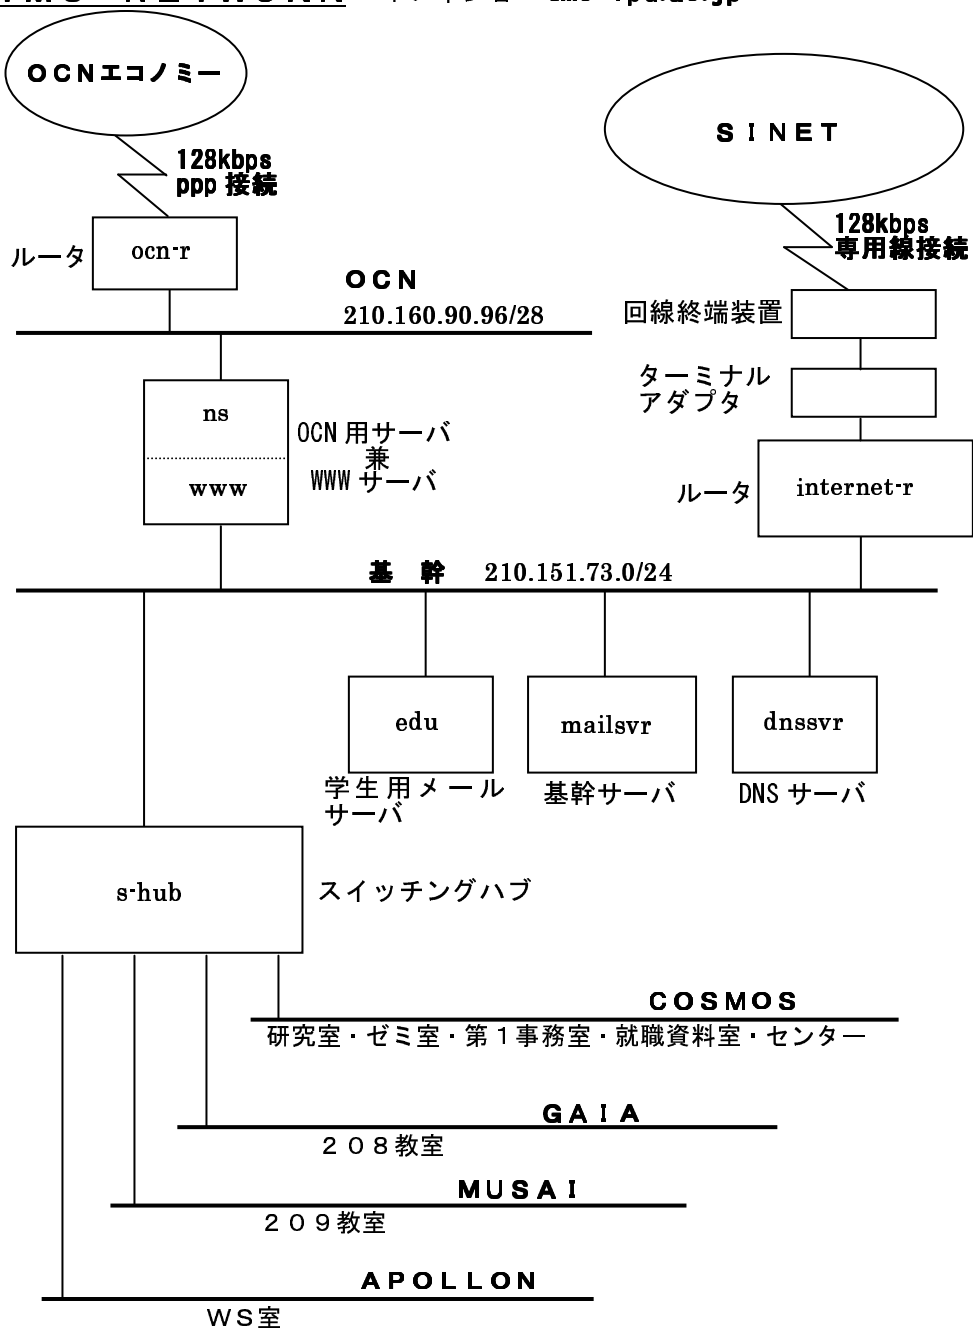 OCNエコノミー
SINET
128kbps
ppp 接続
128kbps
専用線接続
ルータ
ocn-r
OCN
210.160.90.96/28
回線終端装置
ターミナル
アダプタ
ns
www
OCN用サーバ
兼
WWWサーバ
ルータ
internet-r
基 幹 210.151.73.0/24
edu
学生用メール
サーバ
mailsvr
基幹サーバ
dnssvr
DNSサーバ
s-hub
スイッチングハブ
COSMOS
研究室・ゼミ室・第1事務室・就職資料室・センター
GAIA
208教室
MUSAI
209教室
APOLLON
WS室